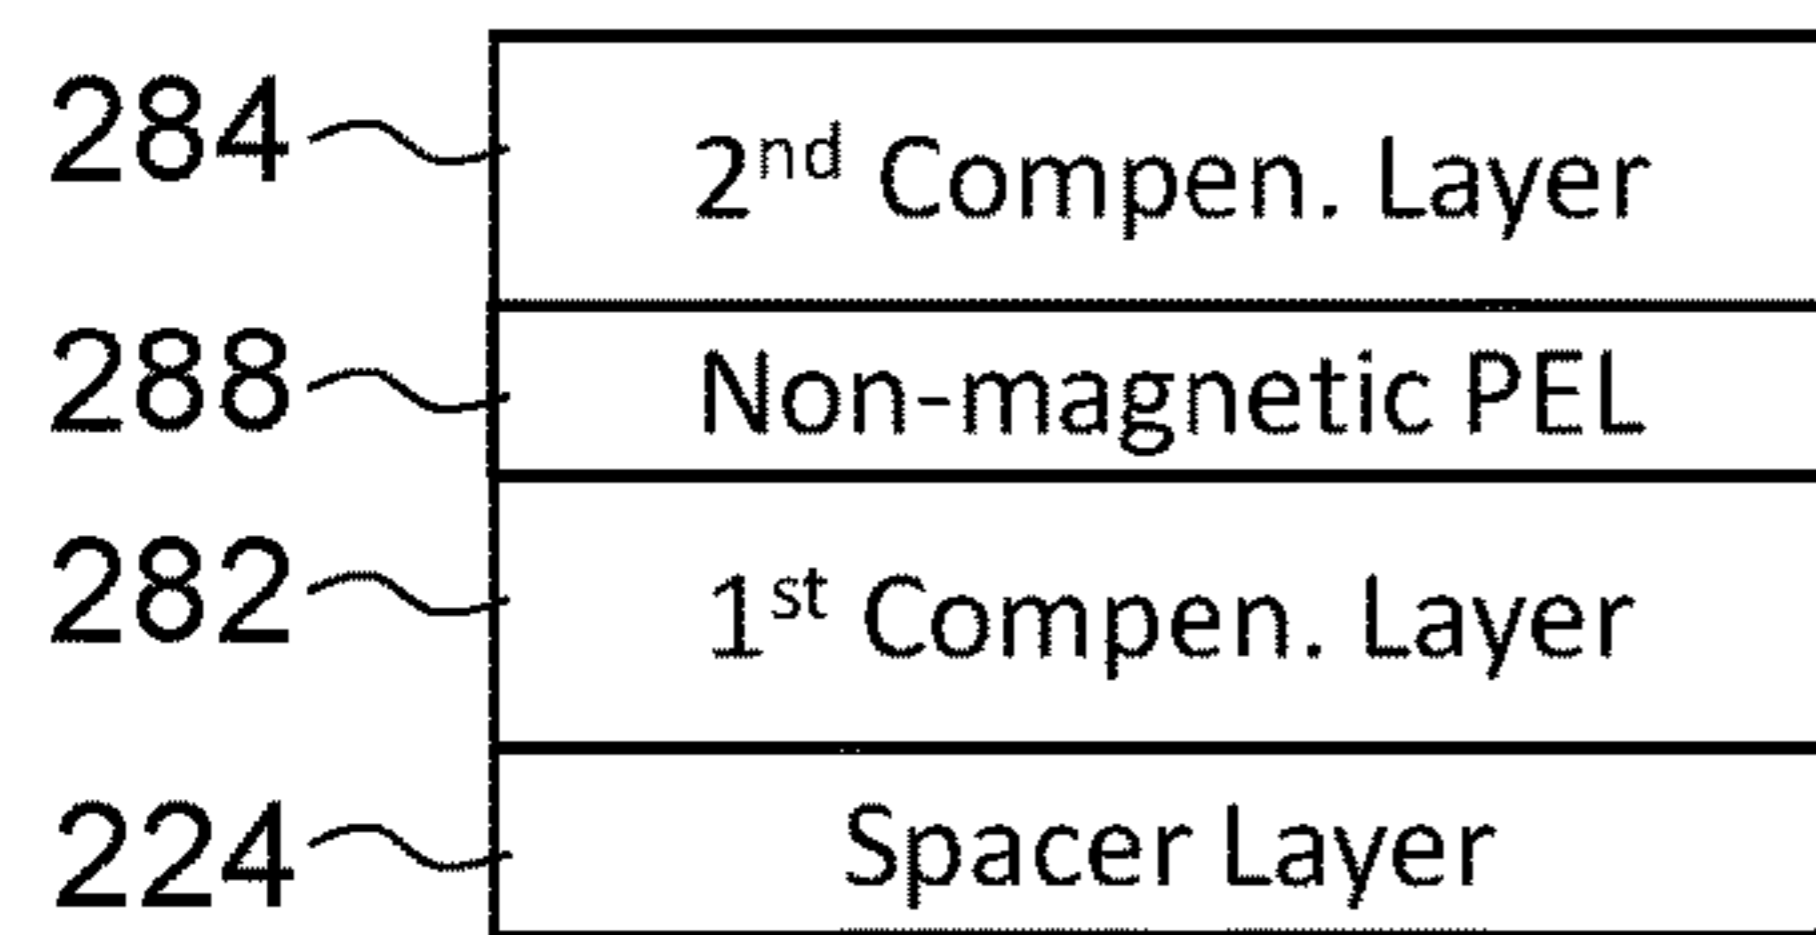 284 2nd Compen. Layer
288 Non-magnetic PEL
282 1st Compen. Layer
224 Spacer Layer